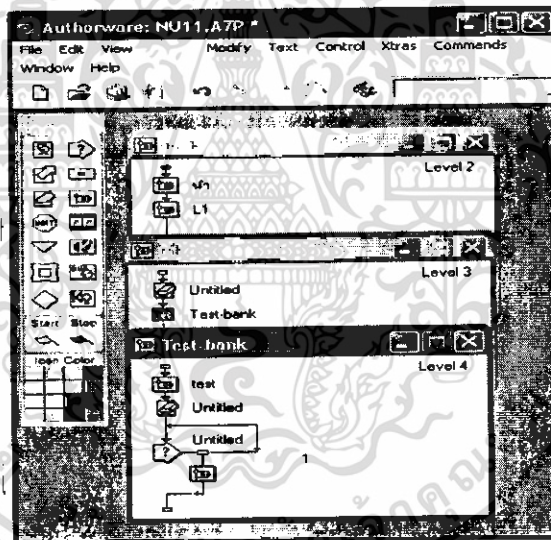 Authorware: NU11.A7P *
File Edit View Modify Text Control Xtras Commands
Window Help
Level 2
L1
Level 3
Untitled
Test-bank
Start Stop
Icon Color
Test-bank
Level 4
test
Untitled
Untitled
1